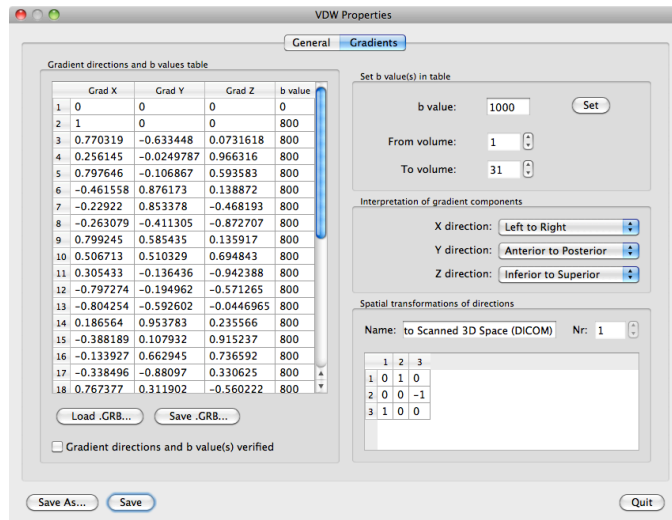 VDW Properties
General Gradients
Gradient directions and b values table
Grad X Grad Y Grad Z b value
1 0 0 0 0
2 1 0 0 800
3 0.770319 -0.633448 0.0731618 800
4 0.256145 -0.0249787 0.966316 800
5 0.797646 -0.106867 0.593583 800
6 -0.461558 0.876173 0.138872 800
7 -0.22922 0.853378 -0.468193 800
8 -0.263079 -0.411305 -0.872707 800
9 0.799245 0.585435 0.135917 800
10 0.506713 0.510329 0.694843 800
11 0.305433 -0.136436 -0.942388 800
12 -0.797274 -0.194962 -0.571265 800
13 -0.804254 -0.592602 -0.0446965 800
14 0.186564 0.953783 0.235566 800
15 -0.388189 0.107932 0.915237 800
16 -0.133927 0.662945 0.736592 800
17 -0.338496 -0.88097 0.330625 800
18 0.767377 0.311902 -0.560222 800
Load .GRB... Save .GRB...
Gradient directions and b value(s) verified
Set b value(s) in table
b value: 1000 Set
From volume: 1
To volume: 31
Interpretation of gradient components
X direction: Left to Right
Y direction: Anterior to Posterior
Z direction: Inferior to Superior
Spatial transformations of directions
Name: to Scanned 3D Space (DICOM) Nr: 1
1 2 3
1 0 1 0
2 0 0 -1
3 1 0 0
Save As... Save Quit